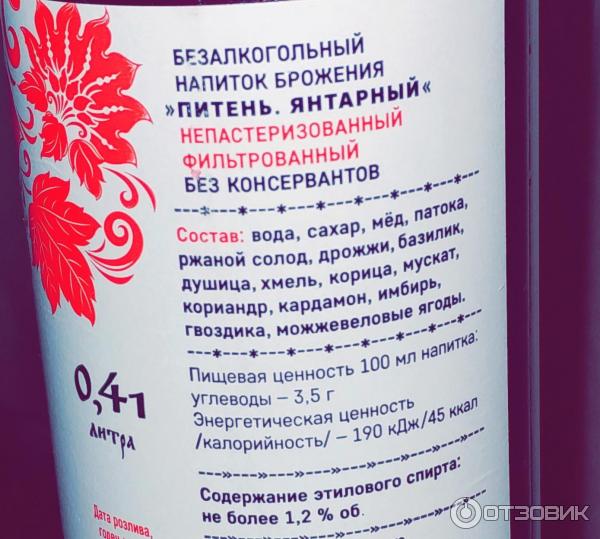 БЕЗАЛКОГОЛЬНЫЙ
НАПИТОК БРОЖЕНИЯ
»ПИТЕНЬ. ЯНТАРНЫЙ«
НЕПАСТЕРИЗОВАННЫЙ
ФИЛЬТРОВАННЫЙ
БЕЗ КОНСЕРВАНТОВ
Состав: вода, сахар, мёд, патока,
ржаной солод, дрожжи, базилик,
душица, хмель, корица, мускат,
кориандр, кардамон, имбирь,
гвоздика, можжевеловые ягоды.
Пищевая ценность 100 мл напитка:
углеводы – 3,5 г
Энергетическая ценность
/калорийность/ – 190 кДж/45 ккал
Содержание этилового спирта:
не более 1,2 % об.
0,41
литра
Дата розлива,
ОТЗОВИК